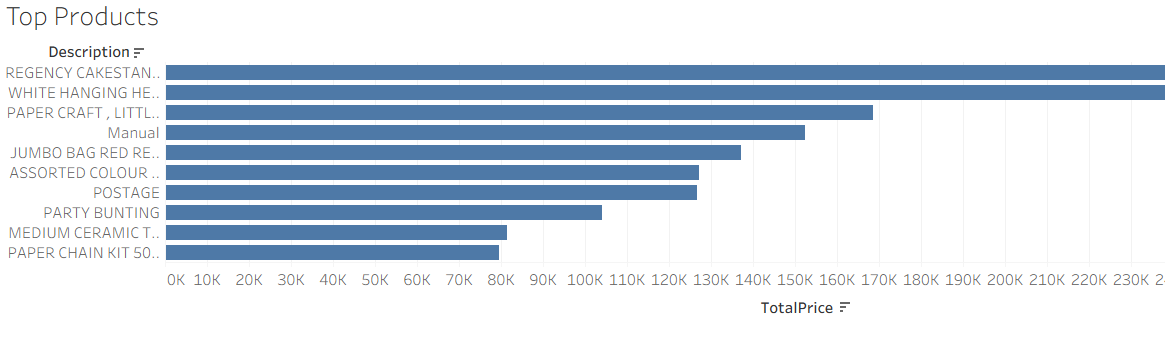 Top Products
Description
REGENCY CAKESTAN..
WHITE HANGING HE..
PAPER CRAFT , LITTL..
Manual
JUMBO BAG RED RE..
ASSORTED COLOUR ..
POSTAGE
PARTY BUNTING
MEDIUM CERAMIC T..
PAPER CHAIN KIT 50..
0K 10K 20K 30K 40K 50K 60K 70K 80K 90K 100K 110K 120K 130K 140K 150K 160K 170K 180K 190K 200K 210K 220K 230K
TotalPrice